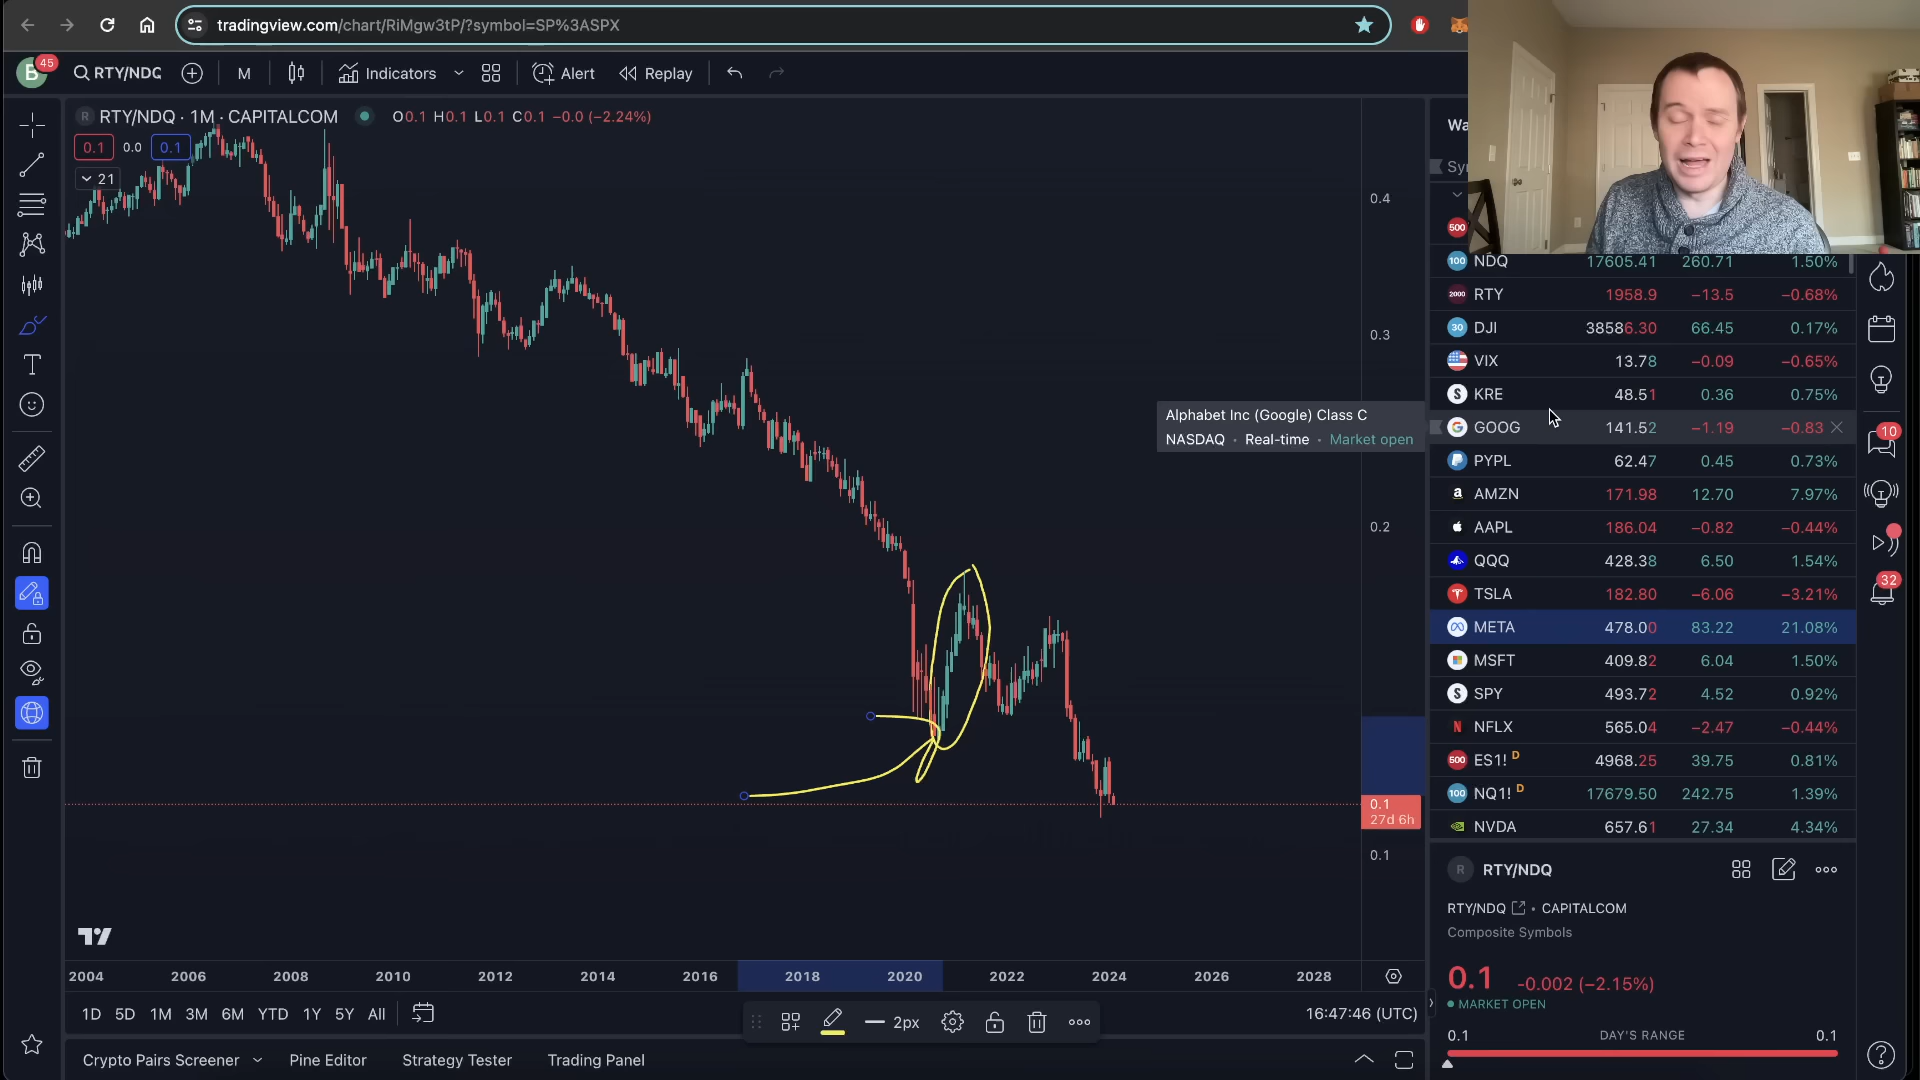 tradingview.com/chart/RiMgw3tP/?symbol=SP%3ASPX
B 45 RTY/NDQ M Indicators Alert Replay
R RTY/NDQ · 1M · CAPITALCOM O0.1 H0.1 L0.1 C0.1 −0.0 (−2.24%)
0.1 0.0 0.1
21
0.4
0.3
0.2
0.1
27d 6h
0.1
Alphabet Inc (Google) Class C
NASDAQ · Real-time · Market open
Wa
Sy
500
100 NDQ 17605.41 260.71 1.50%
2000 RTY 1958.9 −13.5 −0.68%
30 DJI 38586.30 66.45 0.17%
VIX 13.78 −0.09 −0.65%
S KRE 48.51 0.36 0.75%
G GOOG 141.52 −1.19 −0.83
PYPL 62.47 0.45 0.73%
a AMZN 171.98 12.70 7.97%
AAPL 186.04 −0.82 −0.44%
QQQ 428.38 6.50 1.54%
TSLA 182.80 −6.06 −3.21%
META 478.00 83.22 21.08%
MSFT 409.82 6.04 1.50%
S SPY 493.72 4.52 0.92%
N NFLX 565.04 −2.47 −0.44%
500 ES1! D 4968.25 39.75 0.81%
100 NQ1! D 17679.50 242.75 1.39%
NVDA 657.61 27.34 4.34%
10
32
R RTY/NDQ
RTY/NDQ • CAPITALCOM
Composite Symbols
0.1 -0.002 (−2.15%)
MARKET OPEN
0.1 DAY'S RANGE 0.1
2004 2006 2008 2010 2012 2014 2016 2018 2020 2022 2024 2026 2028
1D 5D 1M 3M 6M YTD 1Y 5Y All
2px
16:47:46 (UTC)
Crypto Pairs Screener Pine Editor Strategy Tester Trading Panel